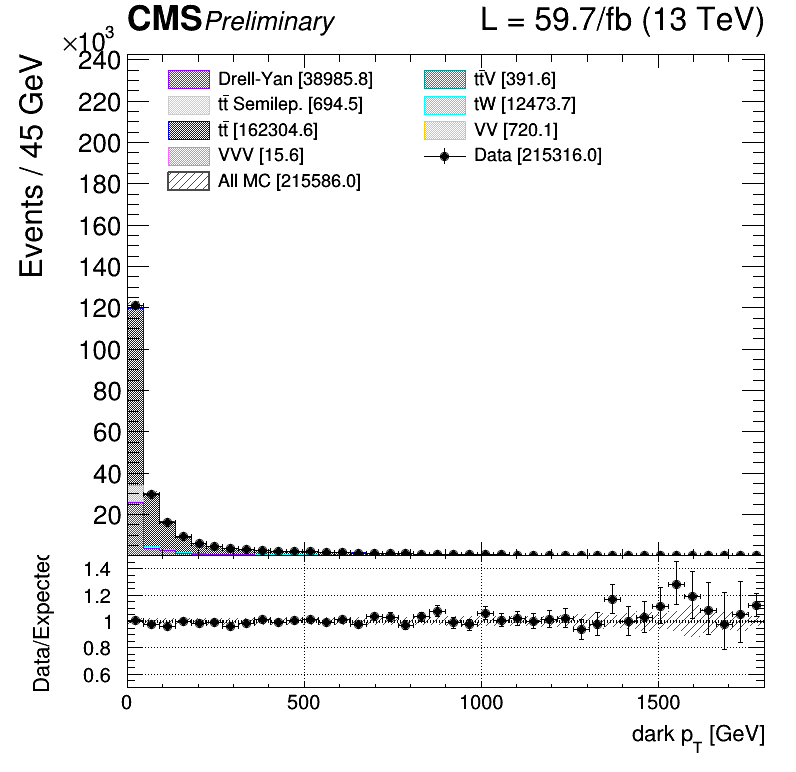 CMS Preliminary L = 59.7/fb (13 TeV)
×10³
Events / 45 GeV
240
220
200
180
160
140
120
100
80
60
40
20
Drell-Yan [38985.8]
tt̄ Semilep. [694.5]
tt̄ [162304.6]
VVV [15.6]
All MC [215586.0]
tt̄V [391.6]
tW [12473.7]
VV [720.1]
Data [215316.0]
Data/Expected
1.4
1.2
1
0.8
0.6
0 500 1000 1500
dark p_T [GeV]